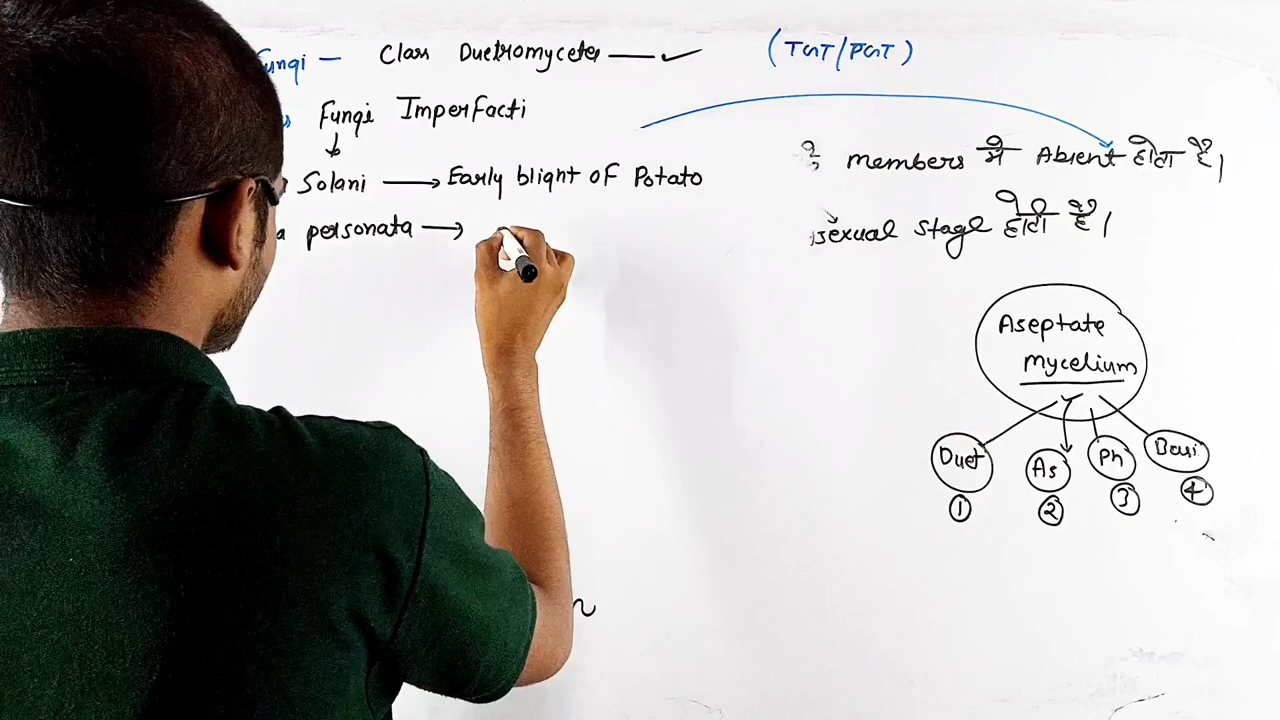 Fungi — Class Duetromycetes — ✓ (TGT/PGT)
Fungi Imperfacti
members में Absent होता है।
Solani → Early blight of Potato
sexual stage होती है।
a personata →
Aseptate
mycelium
Duet As Ph Basi
① ② ③ ④